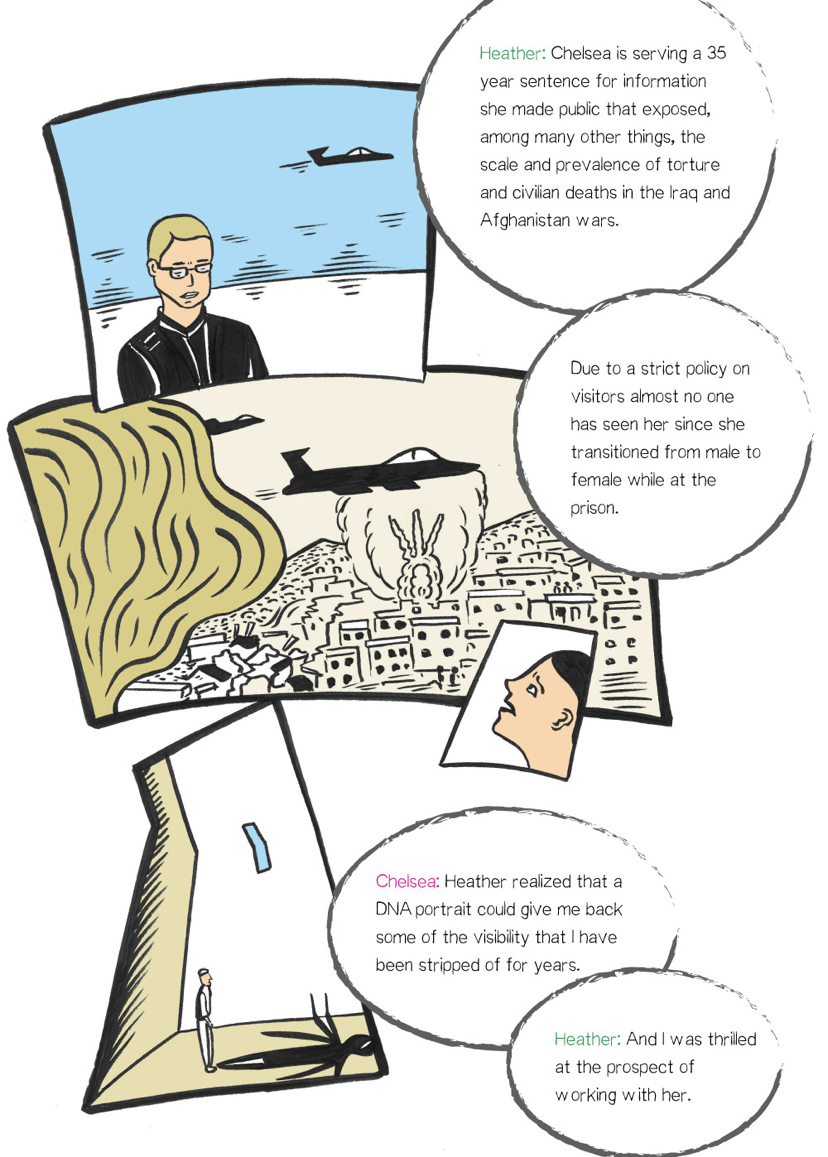 Heather: Chelsea is serving a 35
year sentence for information
she made public that exposed,
among many other things, the
scale and prevalence of torture
and civilian deaths in the Iraq and
Afghanistan wars.
Due to a strict policy on
visitors almost no one
has seen her since she
transitioned from male to
female while at the
prison.
Chelsea: Heather realized that a
DNA portrait could give me back
some of the visibility that I have
been stripped of for years.
Heather: And I was thrilled
at the prospect of
working with her.